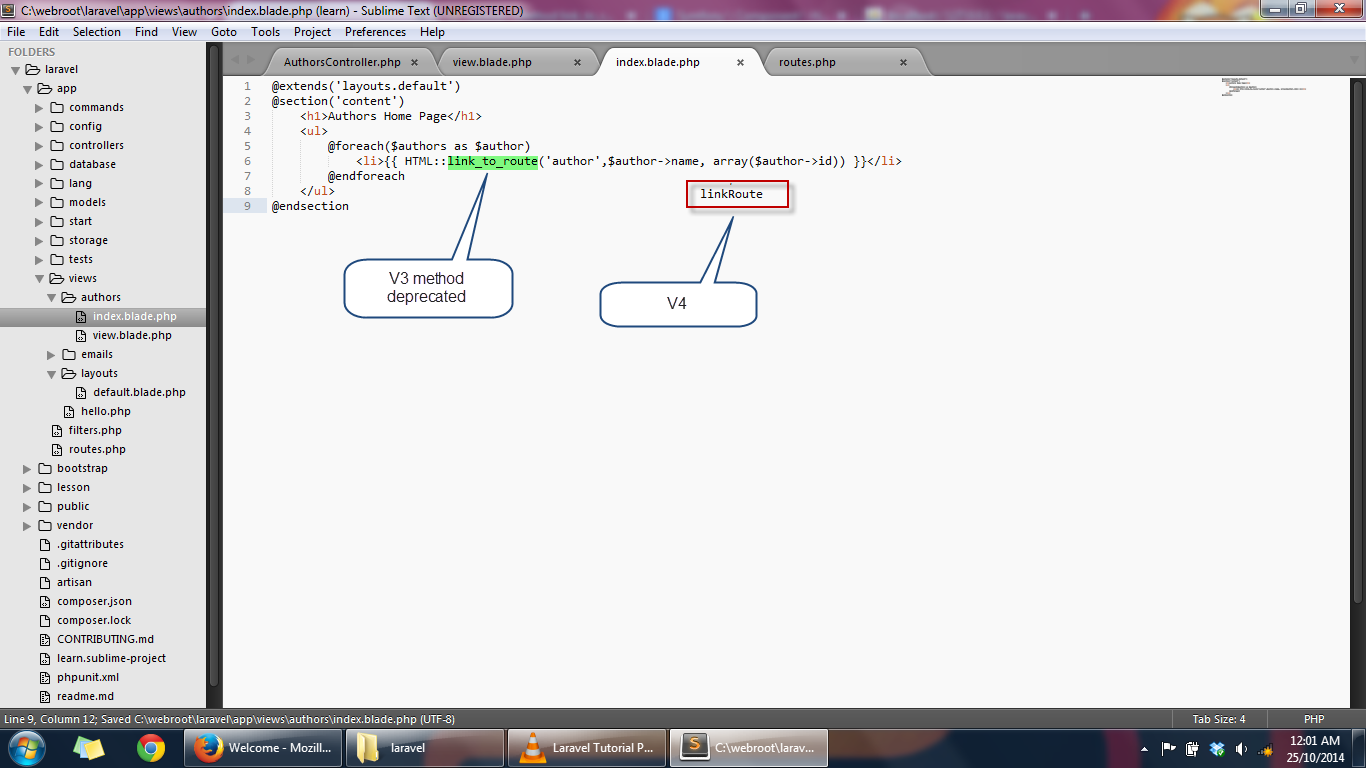 C:\webroot\laravel\app\views\authors\index.blade.php (learn) - Sublime Text (UNREGISTERED)
File Edit Selection Find View Goto Tools Project Preferences Help
FOLDERS
laravel
app
commands
config
controllers
database
lang
models
start
storage
tests
views
authors
index.blade.php
view.blade.php
emails
layouts
default.blade.php
hello.php
filters.php
routes.php
bootstrap
lesson
public
vendor
.gitattributes
.gitignore
artisan
composer.json
composer.lock
CONTRIBUTING.md
learn.sublime-project
phpunit.xml
readme.md
AuthorsController.php × view.blade.php × index.blade.php × routes.php ×
1 @extends('layouts.default')
2 @section('content')
3 <h1>Authors Home Page</h1>
4 <ul>
5 @foreach($authors as $author)
6 <li>{{ HTML::link_to_route('author',$author->name, array($author->id)) }}</li>
7 @endforeach
8 </ul>
9 @endsection
linkRoute
V3 method
deprecated
V4
Line 9, Column 12; Saved C:\webroot\laravel\app\views\authors\index.blade.php (UTF-8) Tab Size: 4 PHP
Welcome - Mozill... laravel Laravel Tutorial P... C:\webroot\larav... 12:01 AM
25/10/2014